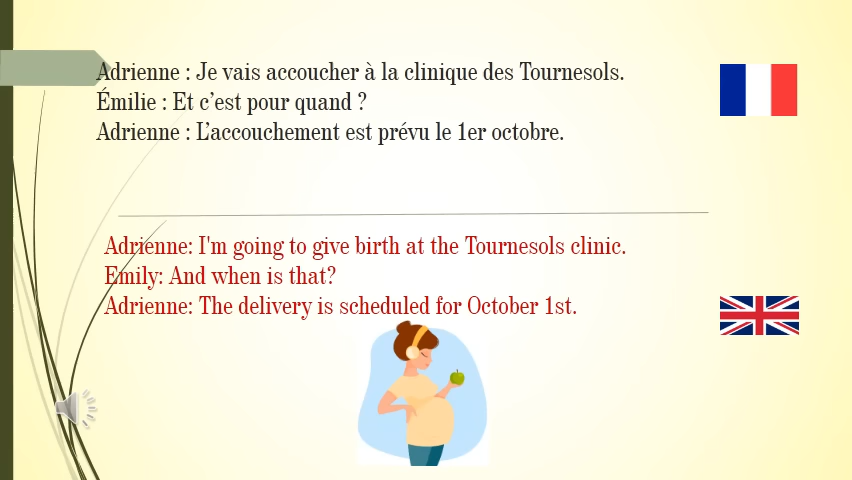 Adrienne : Je vais accoucher à la clinique des Tournesols.
Émilie : Et c’est pour quand ?
Adrienne : L’accouchement est prévu le 1er octobre.
Adrienne: I'm going to give birth at the Tournesols clinic.
Emily: And when is that?
Adrienne: The delivery is scheduled for October 1st.